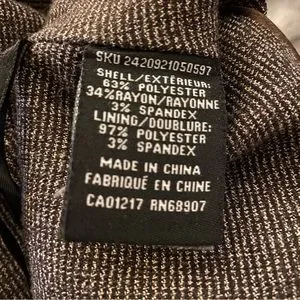 SKU 2420921050597
SHELL/EXTÉRIEUR:
63% POLYESTER
34%RAYON/RAYONNE
3% SPANDEX
LINING/DOUBLURE:
97% POLYESTER
3% SPANDEX
MADE IN CHINA
FABRIQUÉ EN CHINE
CA01217 RN68907